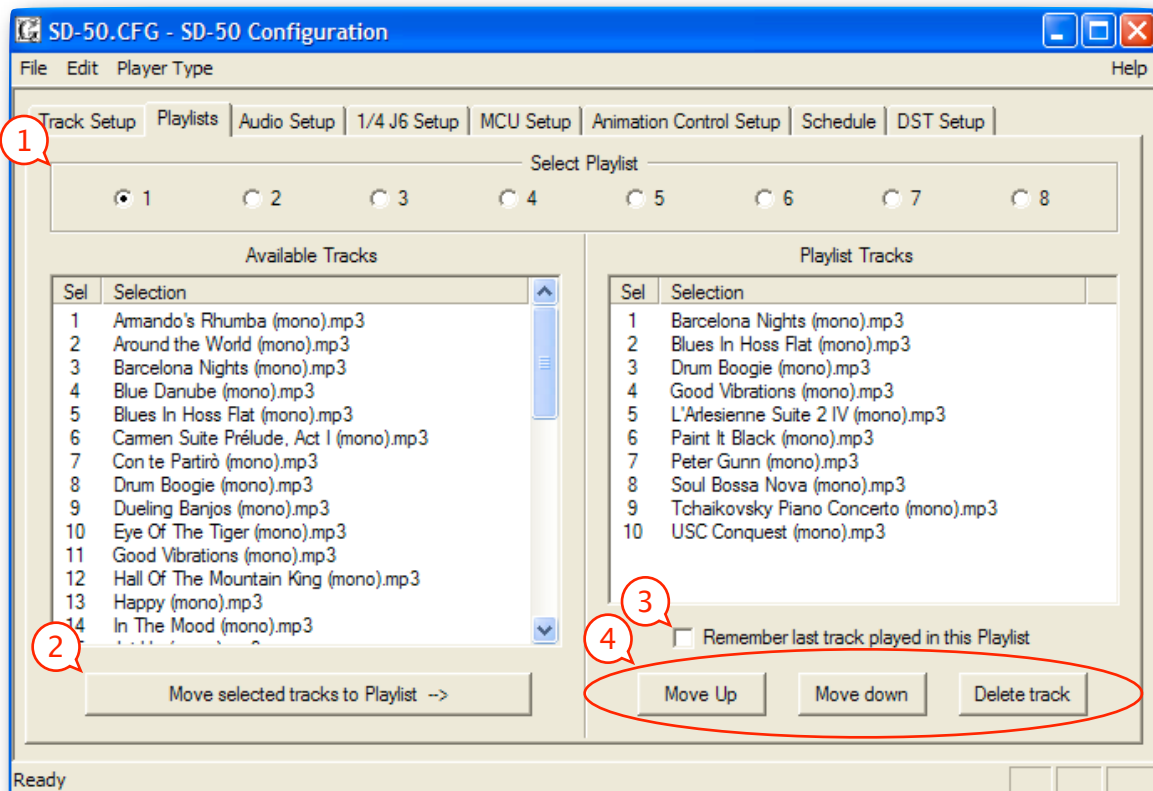 SD-50.CFG - SD-50 Configuration
File Edit Player Type Help
Track Setup Playlists Audio Setup 1/4 J6 Setup MCU Setup Animation Control Setup Schedule DST Setup
1
Select Playlist
1 2 3 4 5 6 7 8
Available Tracks
Sel Selection
1 Armando's Rhumba (mono).mp3
2 Around the World (mono).mp3
3 Barcelona Nights (mono).mp3
4 Blue Danube (mono).mp3
5 Blues In Hoss Flat (mono).mp3
6 Carmen Suite Prélude, Act I (mono).mp3
7 Con te Partirò (mono).mp3
8 Drum Boogie (mono).mp3
9 Dueling Banjos (mono).mp3
10 Eye Of The Tiger (mono).mp3
11 Good Vibrations (mono).mp3
12 Hall Of The Mountain King (mono).mp3
13 Happy (mono).mp3
14 In The Mood (mono).mp3
2
Move selected tracks to Playlist -->
Playlist Tracks
Sel Selection
1 Barcelona Nights (mono).mp3
2 Blues In Hoss Flat (mono).mp3
3 Drum Boogie (mono).mp3
4 Good Vibrations (mono).mp3
5 L'Arlesienne Suite 2 IV (mono).mp3
6 Paint It Black (mono).mp3
7 Peter Gunn (mono).mp3
8 Soul Bossa Nova (mono).mp3
9 Tchaikovsky Piano Concerto (mono).mp3
10 USC Conquest (mono).mp3
3
Remember last track played in this Playlist
4
Move Up Move down Delete track
Ready